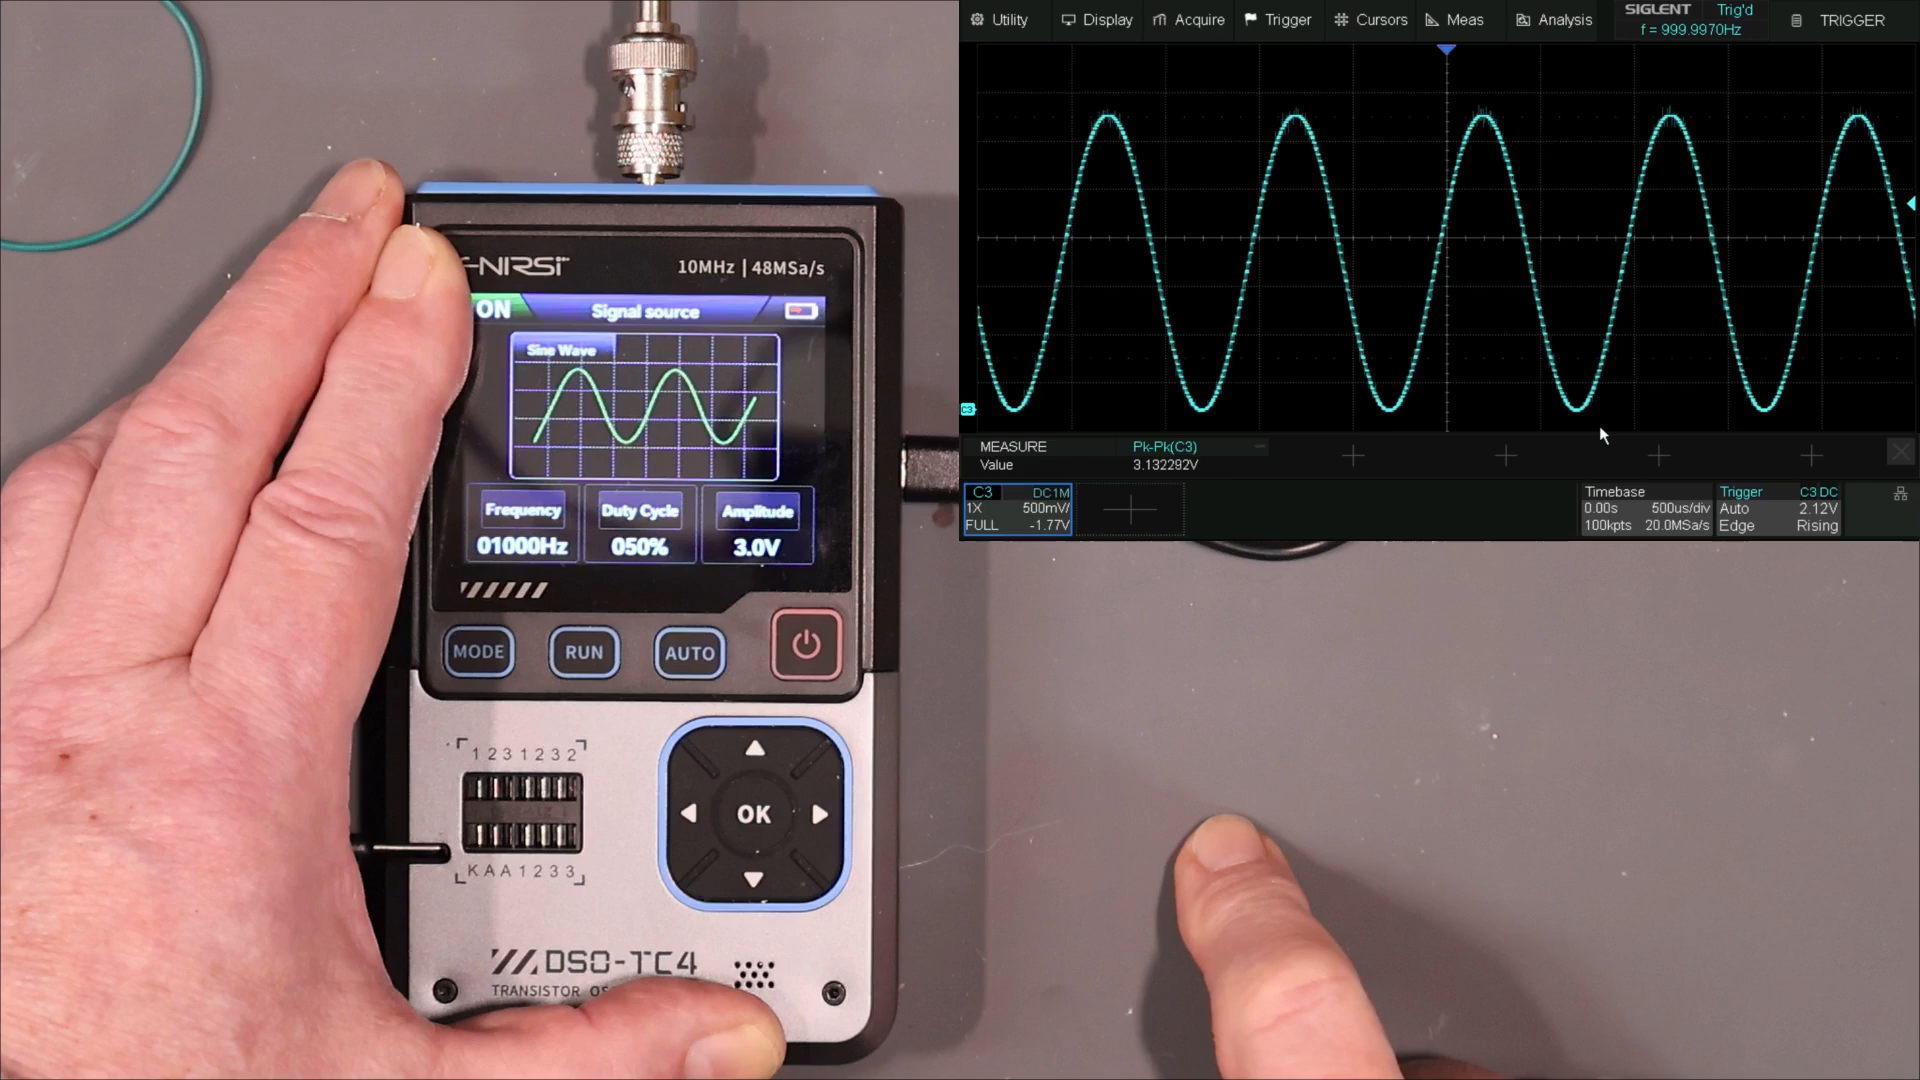 FNIRSI
10MHz | 48MSa/s
ON
Signal source
Sine Wave
Frequency
Duty Cycle
Amplitude
01000Hz
050%
3.0V
MODE
RUN
AUTO
1 2 3 1 2 3 2
K A A 1 2 3 3
OK
DSO-TC4
TRANSISTOR
Utility
Display
Acquire
Trigger
Cursors
Meas
Analysis
SIGLENT
Trig'd
f = 999.9970Hz
TRIGGER
C3
MEASURE
Pk-Pk(C3)
Value
3.132292V
C3
DC1M
1X
500mV/
FULL
-1.77V
Timebase
0.00s
500us/div
100kpts
20.0MSa/s
Trigger
C3 DC
Auto
2.12V
Edge
Rising